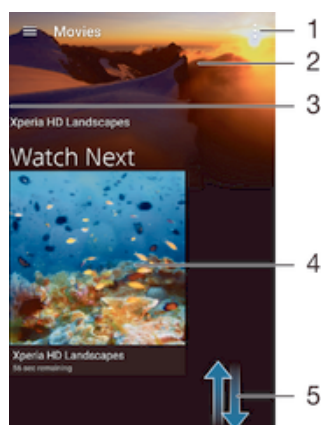 Movies
1
2
3
Xperia HD Landscapes
Watch Next
4
Xperia HD Landscapes
56 sec remaining
5